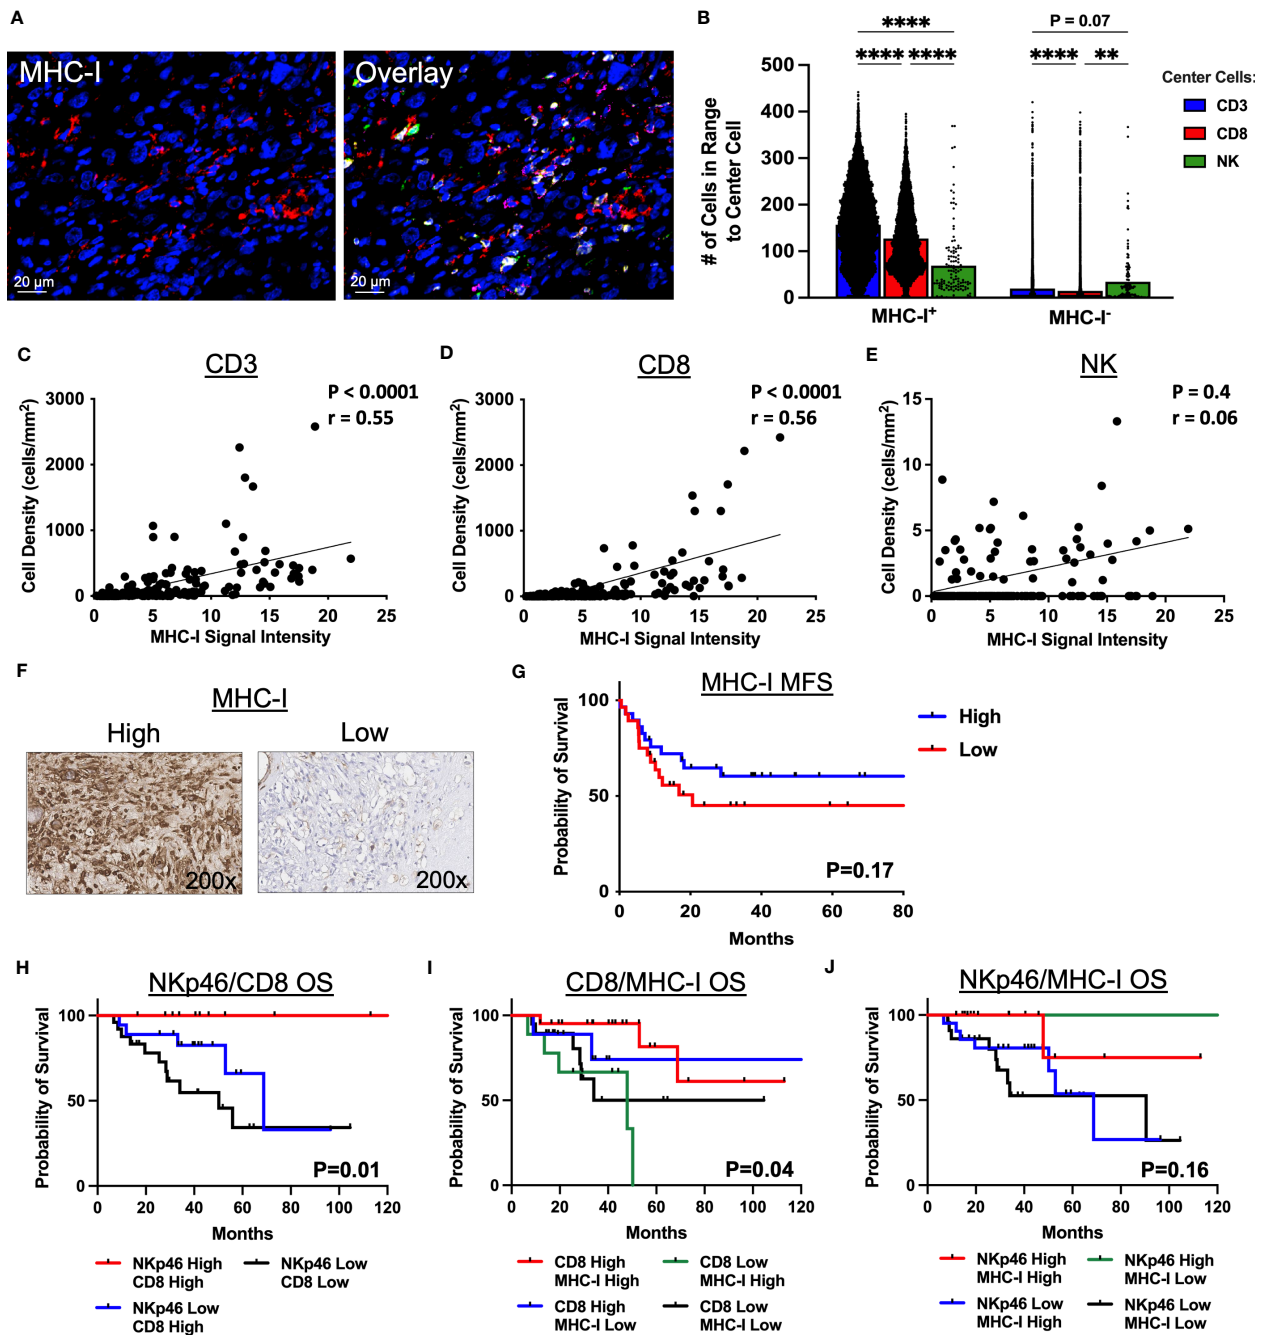 A
MHC-I
20 μm
Overlay
20 μm
B
****
P = 0.07
**** ****
**** **
500
400
300
200
100
0
# of Cells in Range
to Center Cell
MHC-I+
MHC-I-
Center Cells:
CD3
CD8
NK
C
CD3
P < 0.0001
r = 0.55
3000
2000
1000
0
Cell Density (cells/mm2)
0 5 10 15 20 25
MHC-I Signal Intensity
D
CD8
P < 0.0001
r = 0.56
3000
2000
1000
0
Cell Density (cells/mm2)
0 5 10 15 20 25
MHC-I Signal Intensity
E
NK
P = 0.4
r = 0.06
15
10
5
0
Cell Density (cells/mm2)
0 5 10 15 20 25
MHC-I Signal Intensity
F
MHC-I
High
Low
200x
200x
G
MHC-I MFS
100
50
0
Probability of Survival
0 20 40 60 80
Months
P=0.17
High
Low
H
NKp46/CD8 OS
100
50
0
Probability of Survival
P=0.01
0 20 40 60 80 100 120
Months
NKp46 High
CD8 High
NKp46 Low
CD8 Low
NKp46 Low
CD8 High
I
CD8/MHC-I OS
100
50
0
Probability of Survival
P=0.04
0 20 40 60 80 100 120
Months
CD8 High
MHC-I High
CD8 Low
MHC-I High
CD8 High
MHC-I Low
CD8 Low
MHC-I Low
J
NKp46/MHC-I OS
100
50
0
Probability of Survival
P=0.16
0 20 40 60 80 100 120
Months
NKp46 High
MHC-I High
NKp46 High
MHC-I Low
NKp46 Low
MHC-I High
NKp46 Low
MHC-I Low